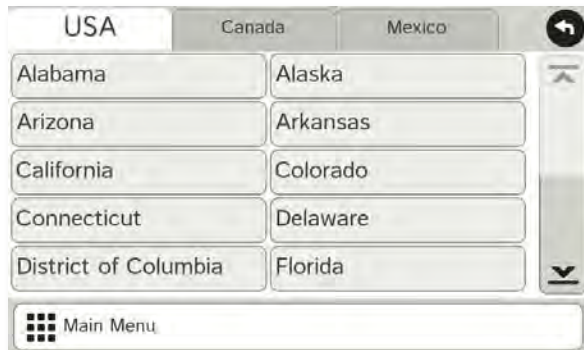 USA Canada Mexico
Alabama Alaska
Arizona Arkansas
California Colorado
Connecticut Delaware
District of Columbia Florida
Main Menu